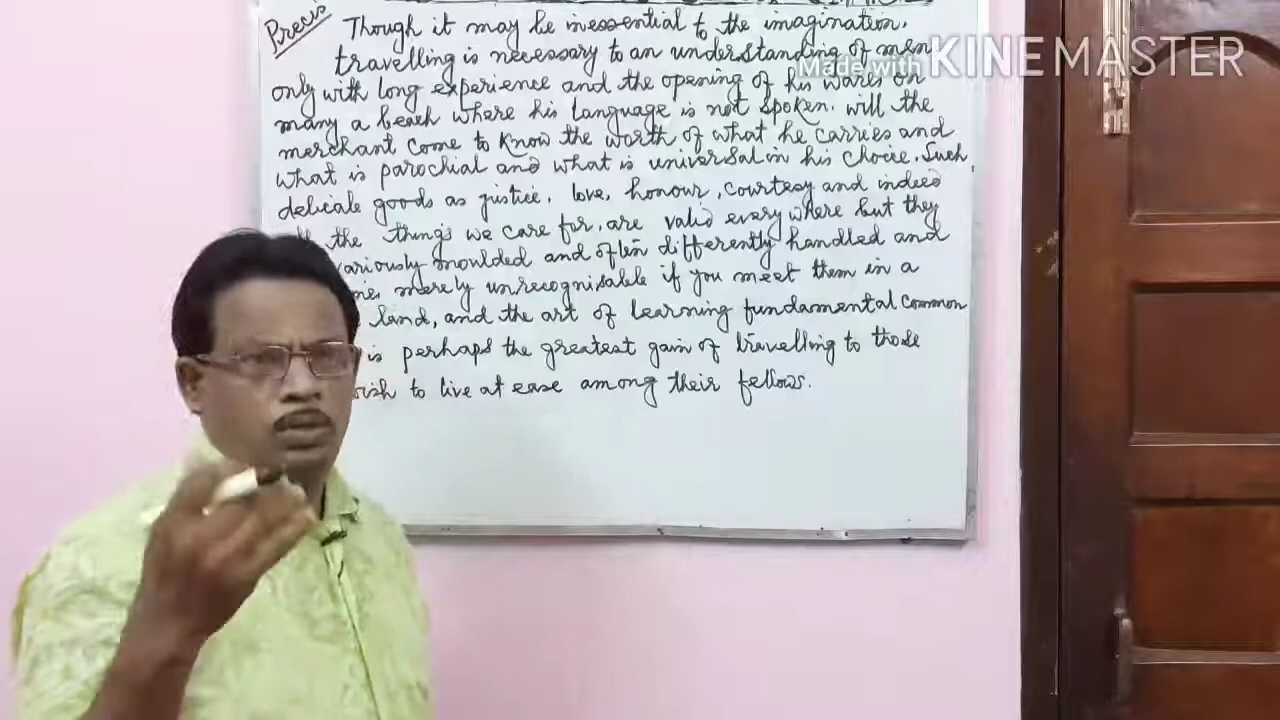 Precis
Though it may be inessential to the imagination,
travelling is necessary to an understanding of men
only with long experience and the opening of his wares on
many a beach where his language is not spoken. will the
merchant come to know the worth of what he carries and
what is parochial and what is universal in his choice. Such
delicate goods as justice, love, honour, courtesy and indeed
the things we care for, are valid everywhere but they
variously moulded and often differently handled and
merely unrecognisable if you meet them in a
land, and the art of learning fundamental common
is perhaps the greatest gain of travelling to those
to live at ease among their fellows.
Made with KINEMASTER